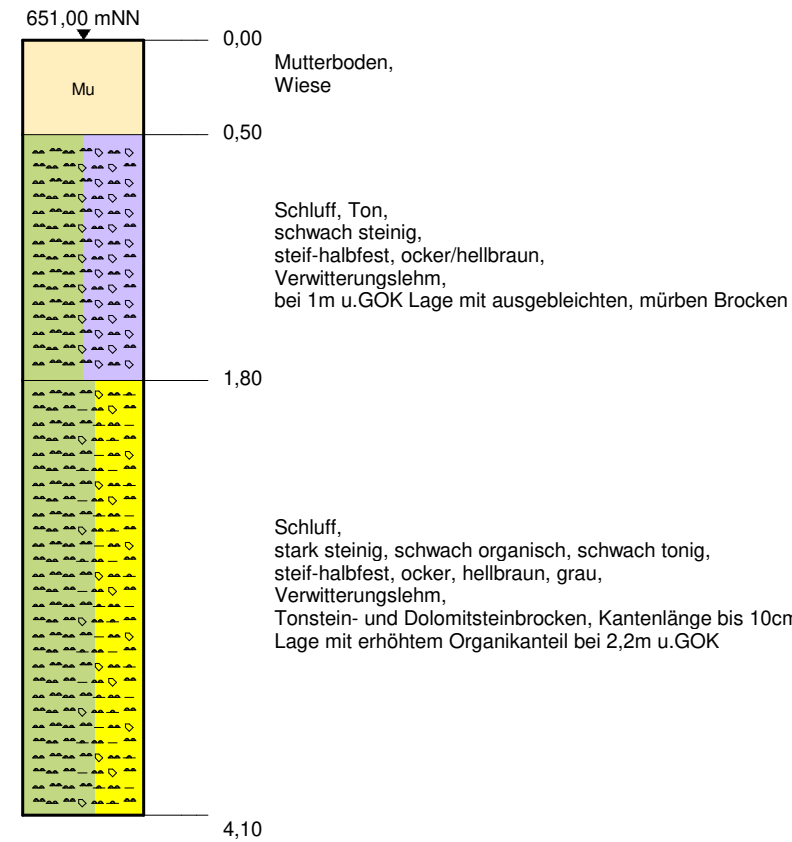 651,00 mNN
0,00
Mutterboden,
Wiese
Mu
0,50
Schluff, Ton,
schwach steinig,
steif-halbfest, ocker/hellbraun,
Verwitterungslehm,
bei 1m u.GOK Lage mit ausgebleichten, mürben Brocken
1,80
Schluff,
stark steinig, schwach organisch, schwach tonig,
steif-halbfest, ocker, hellbraun, grau,
Verwitterungslehm,
Tonstein- und Dolomitsteinbrocken, Kantenlänge bis 10cm
Lage mit erhöhtem Organikanteil bei 2,2m u.GOK
4,10